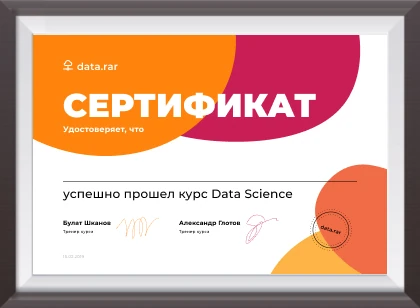 data.rar
СЕРТИФИКАТ
Удостоверяет, что
успешно прошел курс Data Science
Булат Шканов
Александр Глотов
Тренер курса
Тренер курса
data.rar